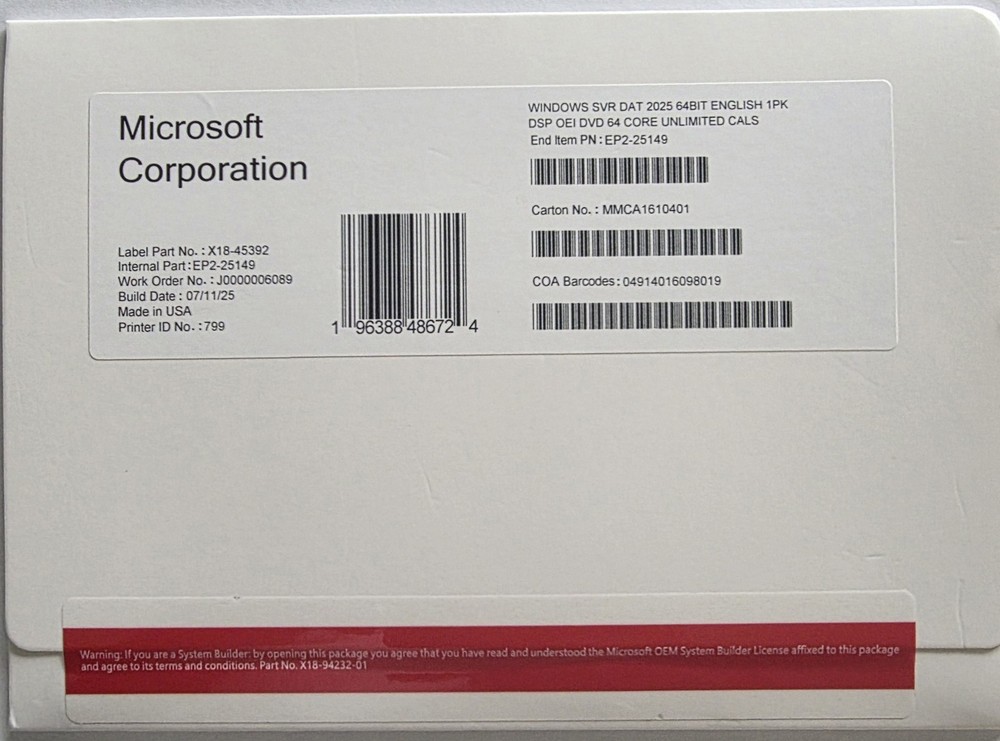 Microsoft
Corporation
Label Part No. : X18-45392
Internal Part:EP2-25149
Work Order No. : J0000006089
Build Date : 07/11/25
Made in USA
Printer ID No. : 799
1 96388 48672 4
WINDOWS SVR DAT 2025 64BIT ENGLISH 1PK
DSP OEI DVD 64 CORE UNLIMITED CALS
End Item PN : EP2-25149
Carton No. : MMCA1610401
COA Barcodes : 04914016098019
Warning: If you are a System Builder: by opening this package you agree that you have read and understood the Microsoft OEM System Builder License affixed to this package
and agree to its terms and conditions. Part No. X18-94232-01